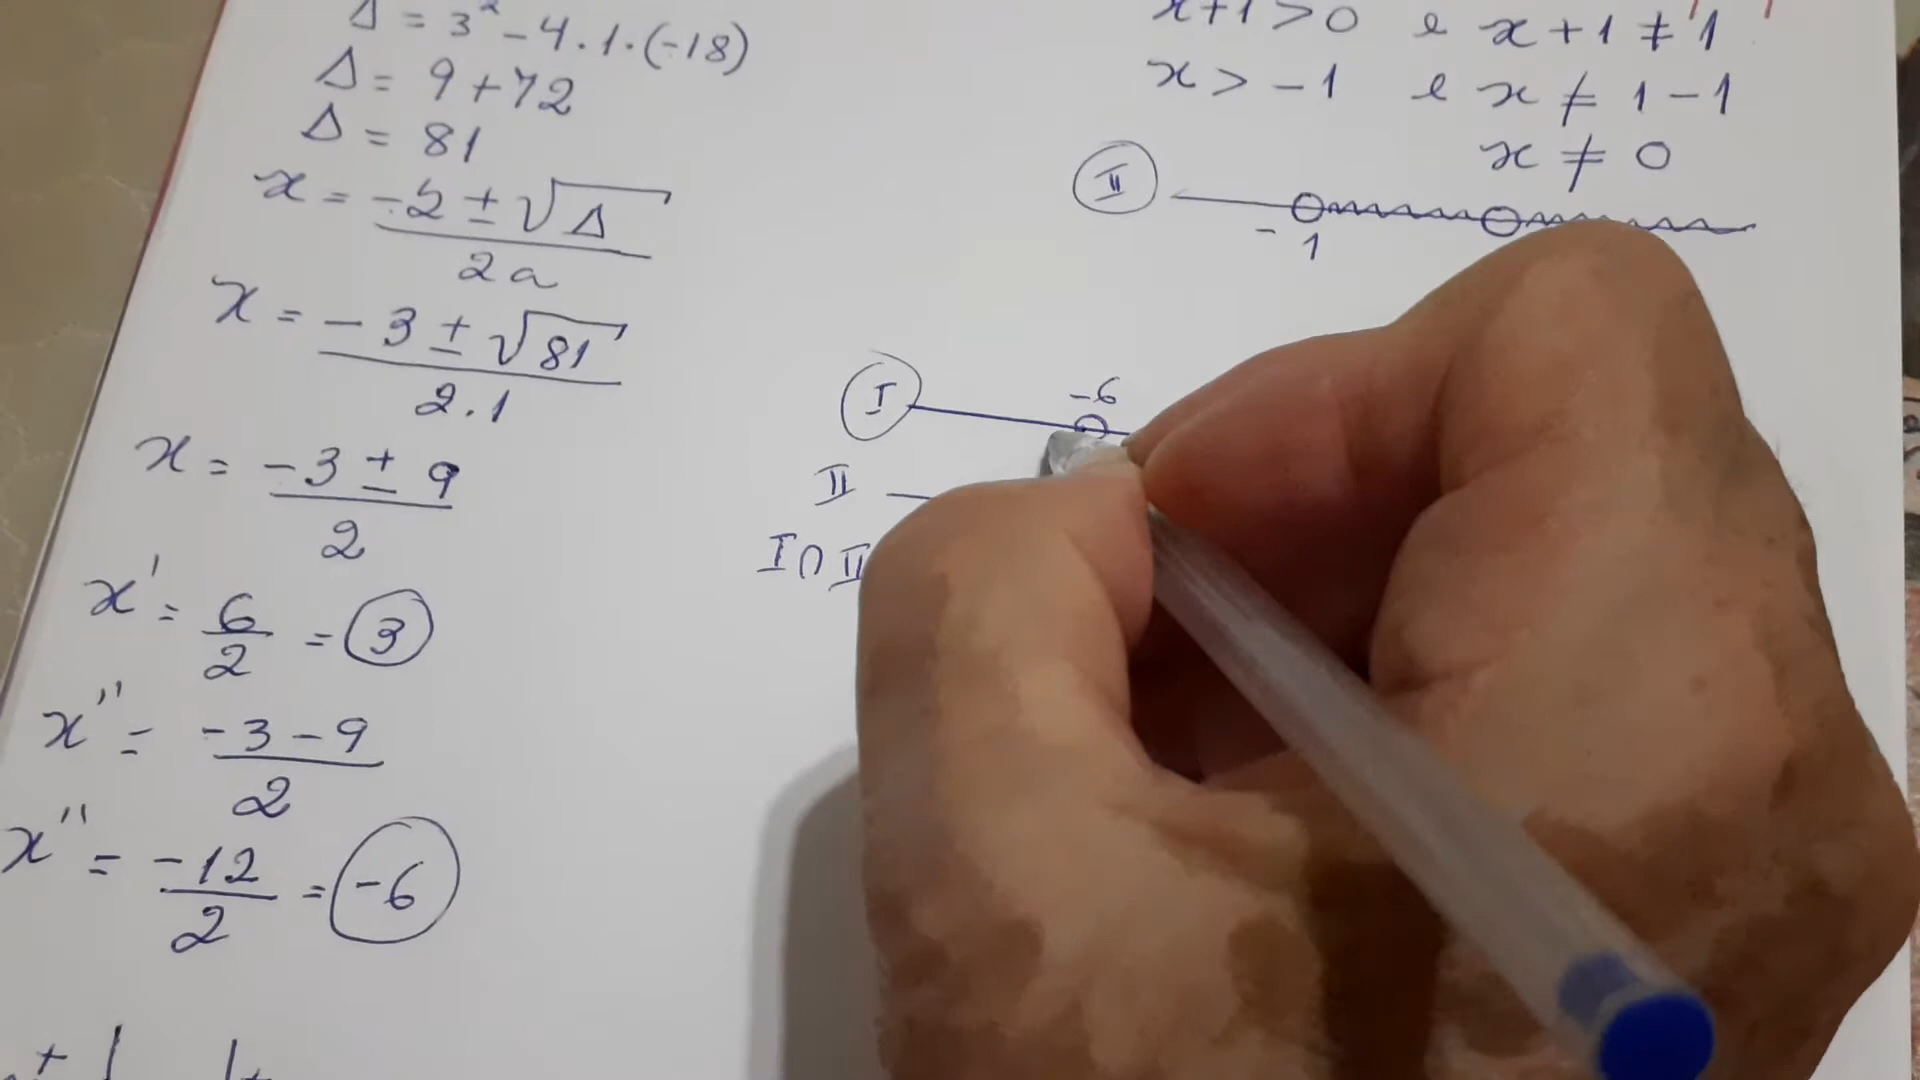 Δ = 3² - 4 . 1 . (-18)
Δ = 9 + 72
Δ = 81
x = -b ± √Δ
2a
x = -3 ± √81
2 . 1
x = -3 ± 9
2
x' = 6 = 3
2
x'' = -3 - 9
2
x'' = -12 = -6
2
+ +
x + 1 > 0 e x + 1 ≠ 1
x > -1 e x ≠ 1 - 1
x ≠ 0
II
-1
I -6
II
I ∩ II